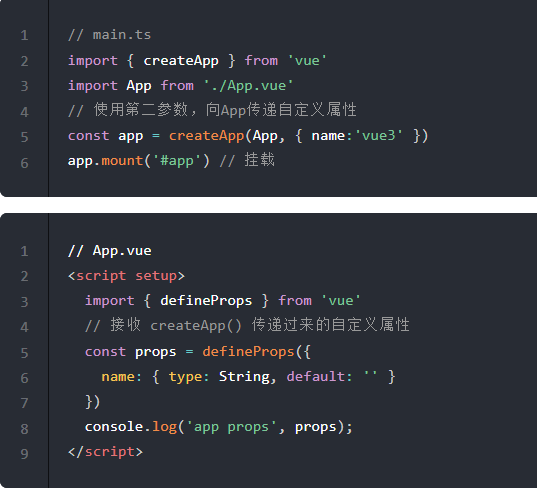 1 // main.ts
2 import { createApp } from 'vue'
3 import App from './App.vue'
4 // 使用第二参数，向App传递自定义属性
5 const app = createApp(App, { name:'vue3' })
6 app.mount('#app') // 挂载
1 // App.vue
2 <script setup>
3   import { defineProps } from 'vue'
4   // 接收 createApp() 传递过来的自定义属性
5   const props = defineProps({
6     name: { type: String, default: '' }
7   })
8   console.log('app props', props);
9 </script>